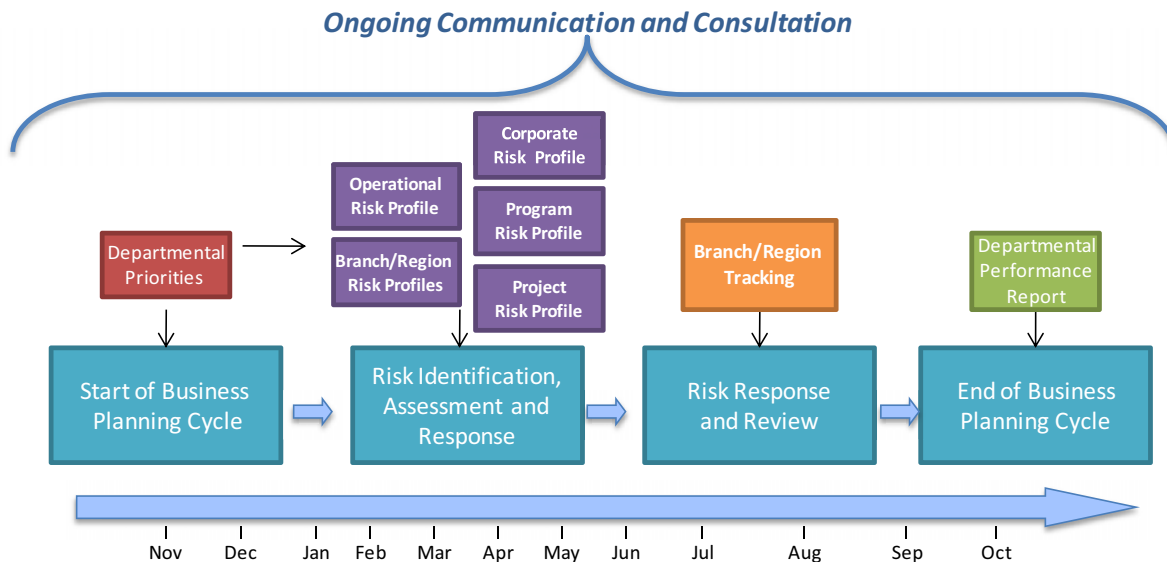 Ongoing Communication and Consultation
Corporate
Risk Profile
Operational
Risk Profile
Program
Risk Profile
Departmental
Priorities
Branch/Region
Risk Profiles
Project
Risk Profile
Branch/Region
Tracking
Departmental
Performance
Report
Start of Business
Planning Cycle
Risk Identification,
Assessment and
Response
Risk Response
and Review
End of Business
Planning Cycle
Nov Dec Jan Feb Mar Apr May Jun Jul Aug Sep Oct